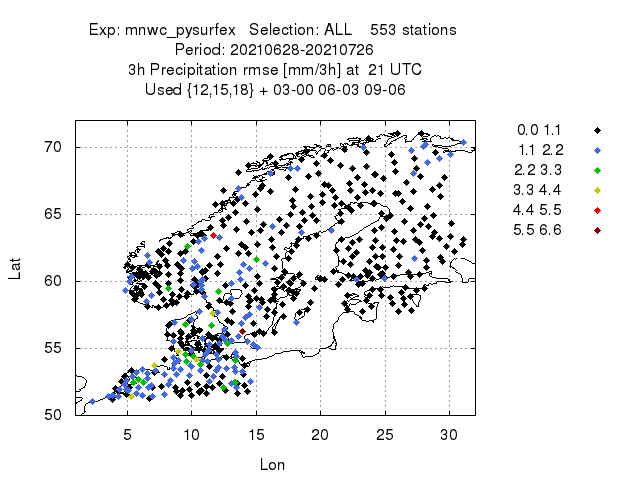 Exp: mnwc_pysurfex   Selection: ALL    553 stations
Period: 20210628-20210726
3h Precipitation rmse [mm/3h] at  21 UTC
Used {12,15,18} + 03-00 06-03 09-06
70
65
60
55
50
5 10 15 20 25 30
Lat
Lon
0.0 1.1
1.1 2.2
2.2 3.3
3.3 4.4
4.4 5.5
5.5 6.6